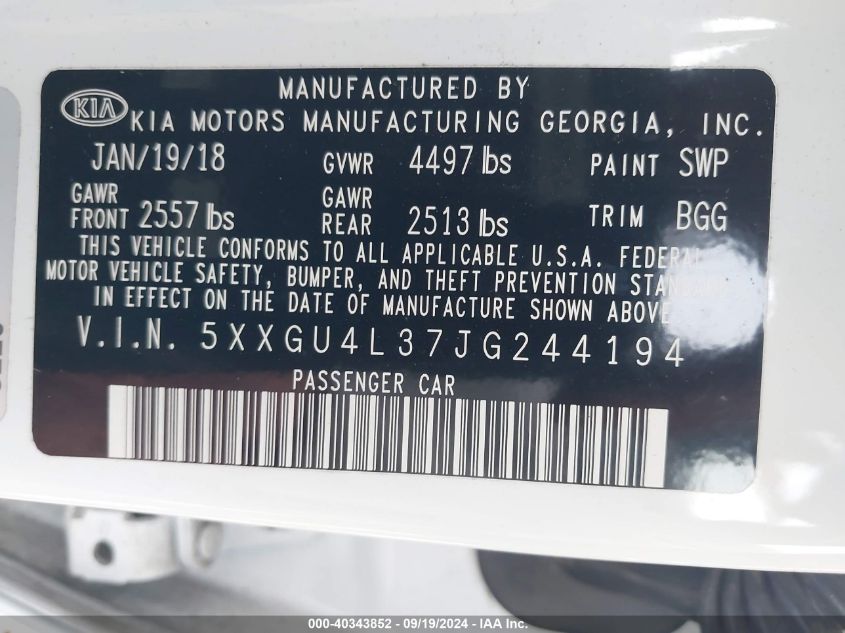 MANUFACTURED BY
KIA KIA MOTORS MANUFACTURING GEORGIA, INC.
JAN/19/18 GVWR 4497 lbs PAINT SWP
GAWR FRONT 2557 lbs GAWR REAR 2513 lbs TRIM BGG
THIS VEHICLE CONFORMS TO ALL APPLICABLE U.S.A. FEDERAL
MOTOR VEHICLE SAFETY, BUMPER, AND THEFT PREVENTION STANDARDS
IN EFFECT ON THE DATE OF MANUFACTURE SHOWN ABOVE
V.I.N. 5XXGU4L37JG244194
PASSENGER CAR
000-40343852 - 09/19/2024 - IAA Inc.